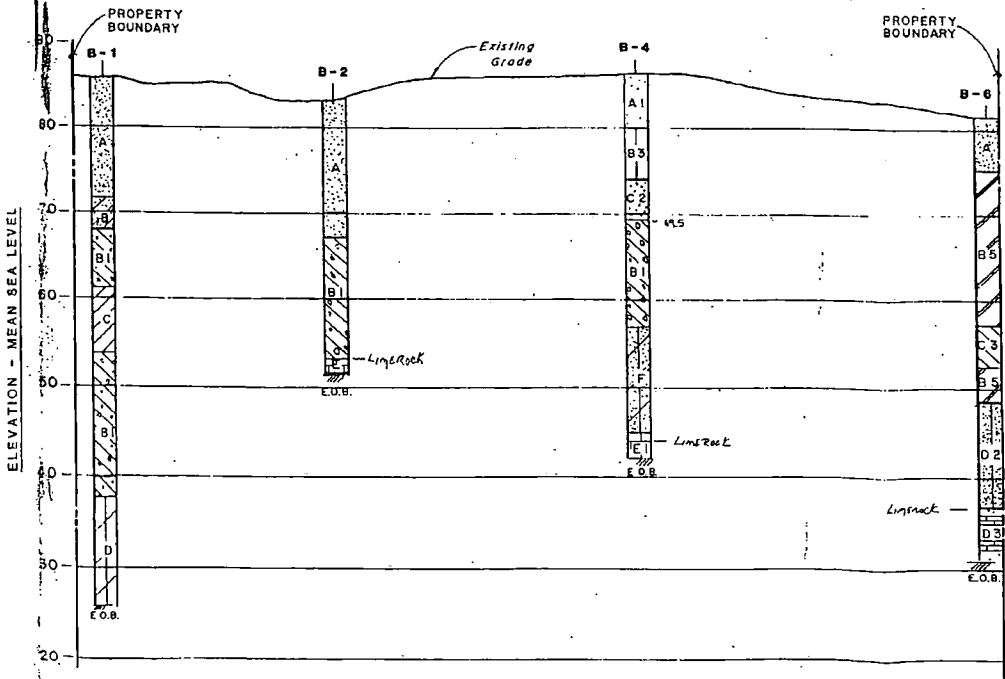 PROPERTY
BOUNDARY
PROPERTY
BOUNDARY
B-1
B-2
Existing
Grade
B-4
B-6
ELEVATION - MEAN SEA LEVEL
80
70
60
50
40
30
20
A
B
B1
C
B1
D
E.O.B.
A
B1
LIMEROCK
E.O.B.
A1
B3
C2
69.5
B1
F
E1
LIMEROCK
E.O.B.
A
B5
C3
B5
D2
Limerock
D3
E.O.B.